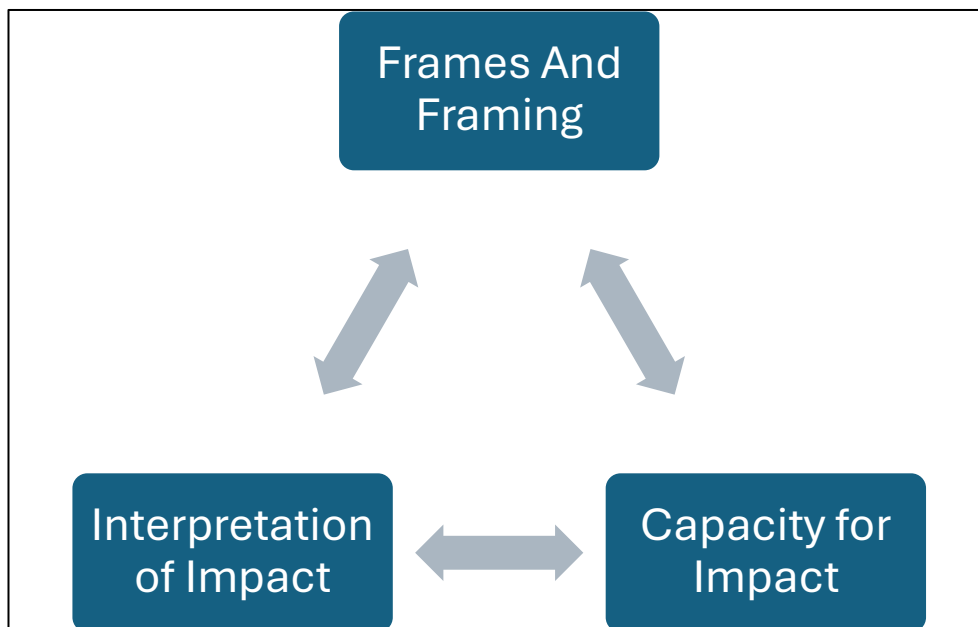 Frames And
Framing
Interpretation
of Impact
Capacity for
Impact